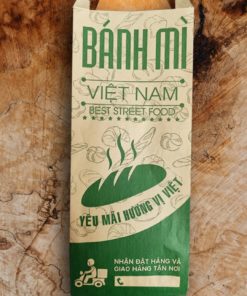 BÁNH MÌ
VIỆT NAM
BEST STREET FOOD
YÊU MÃI HƯƠNG VỊ VIỆT
NHẬN ĐẶT HÀNG VÀ
GIAO HÀNG TẬN NƠI